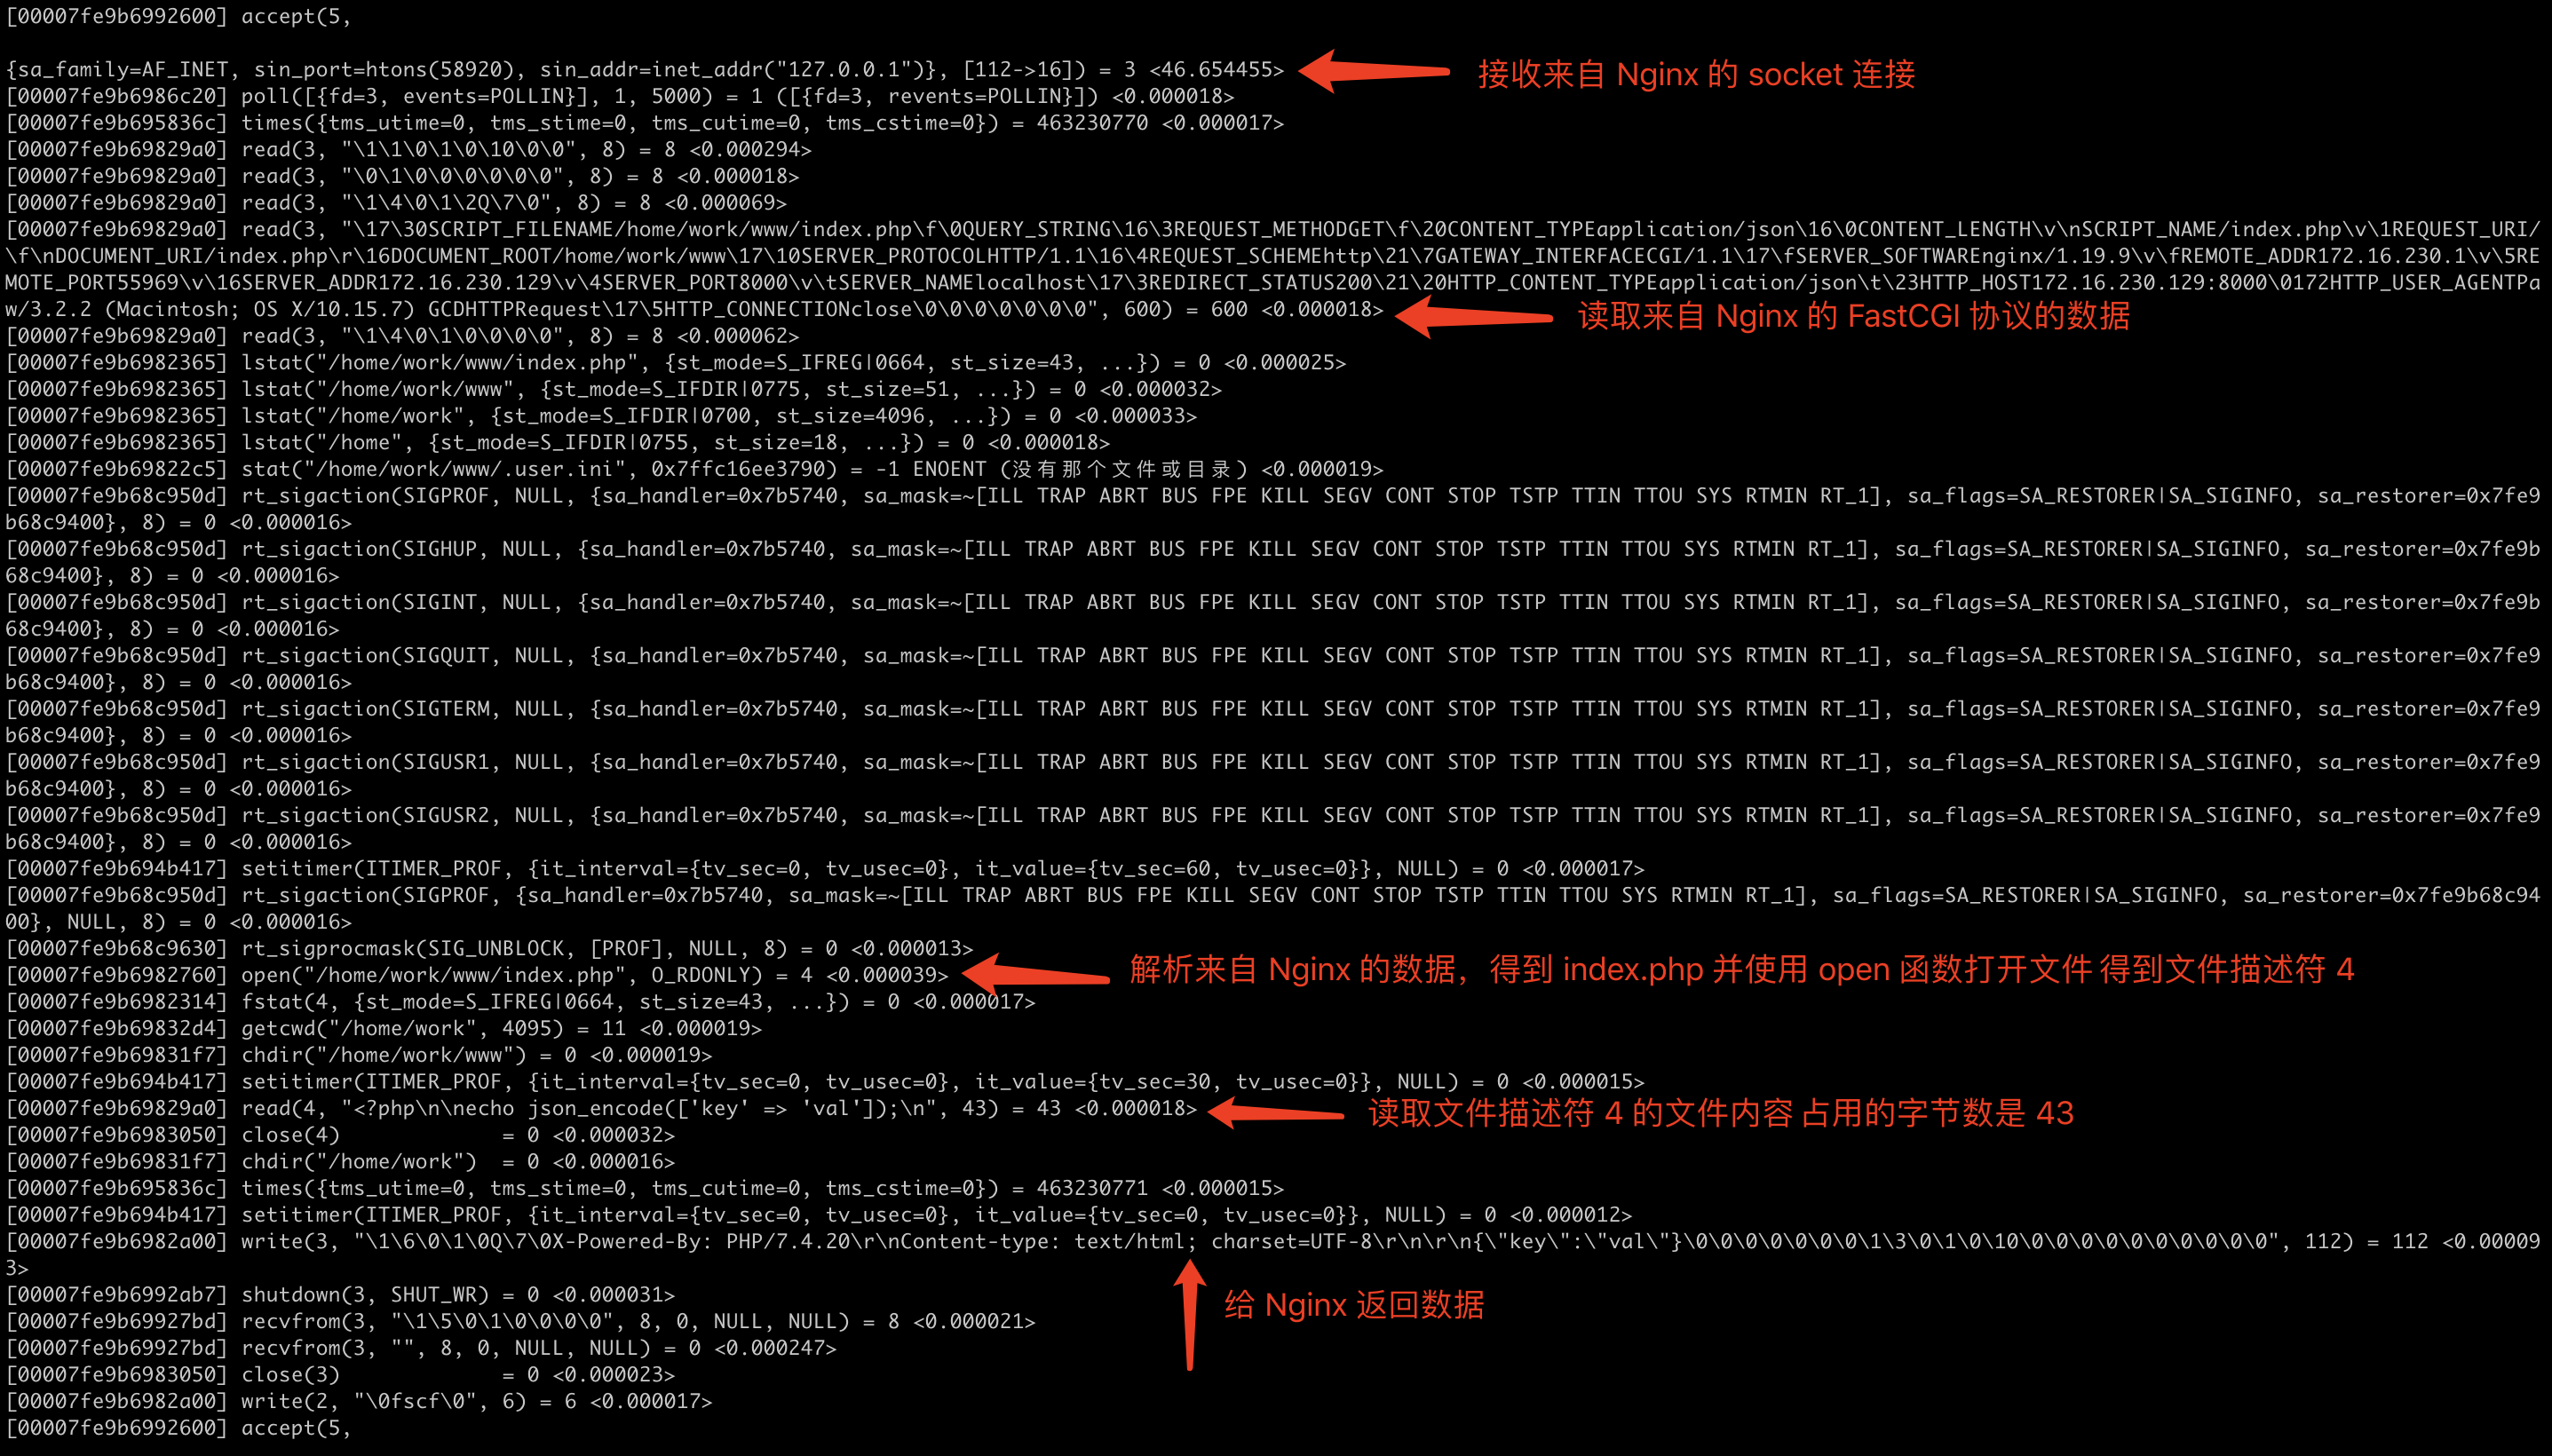 [00007fe9b6992600] accept(5,
{sa_family=AF_INET, sin_port=htons(58920), sin_addr=inet_addr("127.0.0.1")}, [112->16]) = 3 <46.654455> 接收来自 Nginx 的 socket 连接
[00007fe9b6986c20] poll([{fd=3, events=POLLIN}], 1, 5000) = 1 ([{fd=3, revents=POLLIN}]) <0.000018>
[00007fe9b695836c] times({tms_utime=0, tms_stime=0, tms_cutime=0, tms_cstime=0}) = 463230770 <0.000017>
[00007fe9b69829a0] read(3, "\1\1\0\1\0\10\0\0", 8) = 8 <0.000294>
[00007fe9b69829a0] read(3, "\0\1\0\0\0\0\0\0", 8) = 8 <0.000018>
[00007fe9b69829a0] read(3, "\1\4\0\1\2Q\7\0", 8) = 8 <0.000069>
[00007fe9b69829a0] read(3, "\17\30SCRIPT_FILENAME/home/work/www/index.php\f\0QUERY_STRING\16\3REQUEST_METHODGET\f\20CONTENT_TYPEapplication/json\16\0CONTENT_LENGTH\v\nSCRIPT_NAME/index.php\v\1REQUEST_URI/
\f\nDOCUMENT_URI/index.php\r\16DOCUMENT_ROOT/home/work/www\17\10SERVER_PROTOCOLHTTP/1.1\16\4REQUEST_SCHEMEhttp\21\7GATEWAY_INTERFACECGI/1.1\17\fSERVER_SOFTWAREnginx/1.19.9\v\fREMOTE_ADDR172.16.230.1\v\5RE
MOTE_PORT55969\v\16SERVER_ADDR172.16.230.129\v\4SERVER_PORT8000\v\tSERVER_NAMElocalhost\17\3REDIRECT_STATUS200\21\20HTTP_CONTENT_TYPEapplication/json\t\23HTTP_HOST172.16.230.129:8000\0172HTTP_USER_AGENTPa
w/3.2.2 (Macintosh; OS X/10.15.7) GCDHTTPRequest\17\5HTTP_CONNECTIONclose\0\0\0\0\0\0\0", 600) = 600 <0.000018> 读取来自 Nginx 的 FastCGI 协议的数据
[00007fe9b69829a0] read(3, "\1\4\0\1\0\0\0\0", 8) = 8 <0.000062>
[00007fe9b6982365] lstat("/home/work/www/index.php", {st_mode=S_IFREG|0664, st_size=43, ...}) = 0 <0.000025>
[00007fe9b6982365] lstat("/home/work/www", {st_mode=S_IFDIR|0775, st_size=51, ...}) = 0 <0.000032>
[00007fe9b6982365] lstat("/home/work", {st_mode=S_IFDIR|0700, st_size=4096, ...}) = 0 <0.000033>
[00007fe9b6982365] lstat("/home", {st_mode=S_IFDIR|0755, st_size=18, ...}) = 0 <0.000018>
[00007fe9b69822c5] stat("/home/work/www/.user.ini", 0x7ffc16ee3790) = -1 ENOENT (没有那个文件或目录) <0.000019>
[00007fe9b68c950d] rt_sigaction(SIGPROF, NULL, {sa_handler=0x7b5740, sa_mask=~[ILL TRAP ABRT BUS FPE KILL SEGV CONT STOP TSTP TTIN TTOU SYS RTMIN RT_1], sa_flags=SA_RESTORER|SA_SIGINFO, sa_restorer=0x7fe9
b68c9400}, 8) = 0 <0.000016>
[00007fe9b68c950d] rt_sigaction(SIGHUP, NULL, {sa_handler=0x7b5740, sa_mask=~[ILL TRAP ABRT BUS FPE KILL SEGV CONT STOP TSTP TTIN TTOU SYS RTMIN RT_1], sa_flags=SA_RESTORER|SA_SIGINFO, sa_restorer=0x7fe9b
68c9400}, 8) = 0 <0.000016>
[00007fe9b68c950d] rt_sigaction(SIGINT, NULL, {sa_handler=0x7b5740, sa_mask=~[ILL TRAP ABRT BUS FPE KILL SEGV CONT STOP TSTP TTIN TTOU SYS RTMIN RT_1], sa_flags=SA_RESTORER|SA_SIGINFO, sa_restorer=0x7fe9b
68c9400}, 8) = 0 <0.000016>
[00007fe9b68c950d] rt_sigaction(SIGQUIT, NULL, {sa_handler=0x7b5740, sa_mask=~[ILL TRAP ABRT BUS FPE KILL SEGV CONT STOP TSTP TTIN TTOU SYS RTMIN RT_1], sa_flags=SA_RESTORER|SA_SIGINFO, sa_restorer=0x7fe9
b68c9400}, 8) = 0 <0.000016>
[00007fe9b68c950d] rt_sigaction(SIGTERM, NULL, {sa_handler=0x7b5740, sa_mask=~[ILL TRAP ABRT BUS FPE KILL SEGV CONT STOP TSTP TTIN TTOU SYS RTMIN RT_1], sa_flags=SA_RESTORER|SA_SIGINFO, sa_restorer=0x7fe9
b68c9400}, 8) = 0 <0.000016>
[00007fe9b68c950d] rt_sigaction(SIGUSR1, NULL, {sa_handler=0x7b5740, sa_mask=~[ILL TRAP ABRT BUS FPE KILL SEGV CONT STOP TSTP TTIN TTOU SYS RTMIN RT_1], sa_flags=SA_RESTORER|SA_SIGINFO, sa_restorer=0x7fe9
b68c9400}, 8) = 0 <0.000016>
[00007fe9b68c950d] rt_sigaction(SIGUSR2, NULL, {sa_handler=0x7b5740, sa_mask=~[ILL TRAP ABRT BUS FPE KILL SEGV CONT STOP TSTP TTIN TTOU SYS RTMIN RT_1], sa_flags=SA_RESTORER|SA_SIGINFO, sa_restorer=0x7fe9
b68c9400}, 8) = 0 <0.000016>
[00007fe9b694b417] setitimer(ITIMER_PROF, {it_interval={tv_sec=0, tv_usec=0}, it_value={tv_sec=60, tv_usec=0}}, NULL) = 0 <0.000017>
[00007fe9b68c950d] rt_sigaction(SIGPROF, {sa_handler=0x7b5740, sa_mask=~[ILL TRAP ABRT BUS FPE KILL SEGV CONT STOP TSTP TTIN TTOU SYS RTMIN RT_1], sa_flags=SA_RESTORER|SA_SIGINFO, sa_restorer=0x7fe9b68c94
00}, NULL, 8) = 0 <0.000016>
[00007fe9b68c9630] rt_sigprocmask(SIG_UNBLOCK, [PROF], NULL, 8) = 0 <0.000013>
[00007fe9b6982760] open("/home/work/www/index.php", O_RDONLY) = 4 <0.000039> 解析来自 Nginx 的数据，得到 index.php 并使用 open 函数打开文件 得到文件描述符 4
[00007fe9b6982314] fstat(4, {st_mode=S_IFREG|0664, st_size=43, ...}) = 0 <0.000017>
[00007fe9b69832d4] getcwd("/home/work", 4095) = 11 <0.000019>
[00007fe9b69831f7] chdir("/home/work/www") = 0 <0.000019>
[00007fe9b694b417] setitimer(ITIMER_PROF, {it_interval={tv_sec=0, tv_usec=0}, it_value={tv_sec=30, tv_usec=0}}, NULL) = 0 <0.000015>
[00007fe9b69829a0] read(4, "<?php\n\necho json_encode(['key' => 'val']);\n", 43) = 43 <0.000018> 读取文件描述符 4 的文件内容 占用的字节数是 43
[00007fe9b6983050] close(4) = 0 <0.000032>
[00007fe9b69831f7] chdir("/home/work") = 0 <0.000016>
[00007fe9b695836c] times({tms_utime=0, tms_stime=0, tms_cutime=0, tms_cstime=0}) = 463230771 <0.000015>
[00007fe9b694b417] setitimer(ITIMER_PROF, {it_interval={tv_sec=0, tv_usec=0}, it_value={tv_sec=0, tv_usec=0}}, NULL) = 0 <0.000012>
[00007fe9b6982a00] write(3, "\1\6\0\1\0Q\7\0X-Powered-By: PHP/7.4.20\r\nContent-type: text/html; charset=UTF-8\r\n\r\n{\"key\":\"val\"}\0\0\0\0\0\0\0\1\3\0\1\0\10\0\0\0\0\0\0\0\0\0\0", 112) = 112 <0.00009
3>
[00007fe9b6992ab7] shutdown(3, SHUT_WR) = 0 <0.000031>
给 Nginx 返回数据
[00007fe9b69927bd] recvfrom(3, "\1\5\0\1\0\0\0\0", 8, 0, NULL, NULL) = 8 <0.000021>
[00007fe9b69927bd] recvfrom(3, "", 8, 0, NULL, NULL) = 0 <0.000247>
[00007fe9b6983050] close(3) = 0 <0.000023>
[00007fe9b6982a00] write(2, "\0fscf\0", 6) = 6 <0.000017>
[00007fe9b6992600] accept(5,